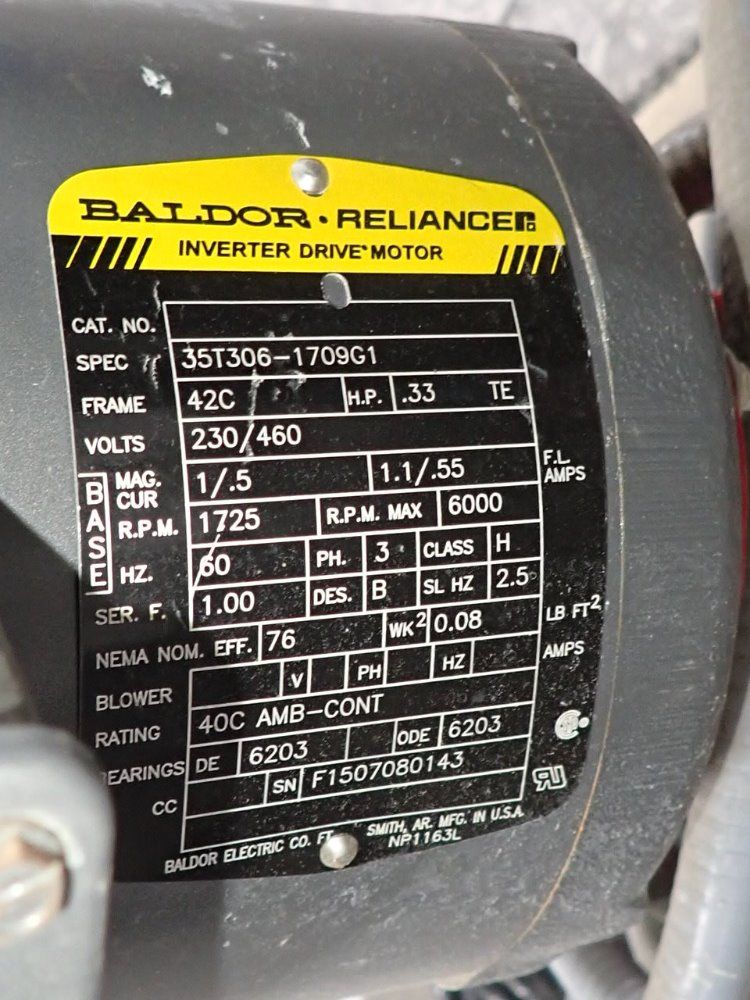 BALDOR • RELIANCER
INVERTER DRIVE® MOTOR
CAT. NO.
SPEC 35T306-1709G1
FRAME 42C H.P. .33 TE
VOLTS 230/460
BASE
MAG. CUR 1/.5 1.1/.55 F.L. AMPS
R.P.M. 1725 R.P.M. MAX 6000
HZ. 60 PH. 3 CLASS H
SER. F. 1.00 DES. B SL HZ 2.5
NEMA NOM. EFF. 76 WK² 0.08 LB FT²
BLOWER V PH HZ AMPS
RATING 40C AMB-CONT
EARINGS DE 6203 ODE 6203
CC SN F1507080143
BALDOR ELECTRIC CO. FT SMITH, AR. MFG. IN U.S.A.
NP1163L